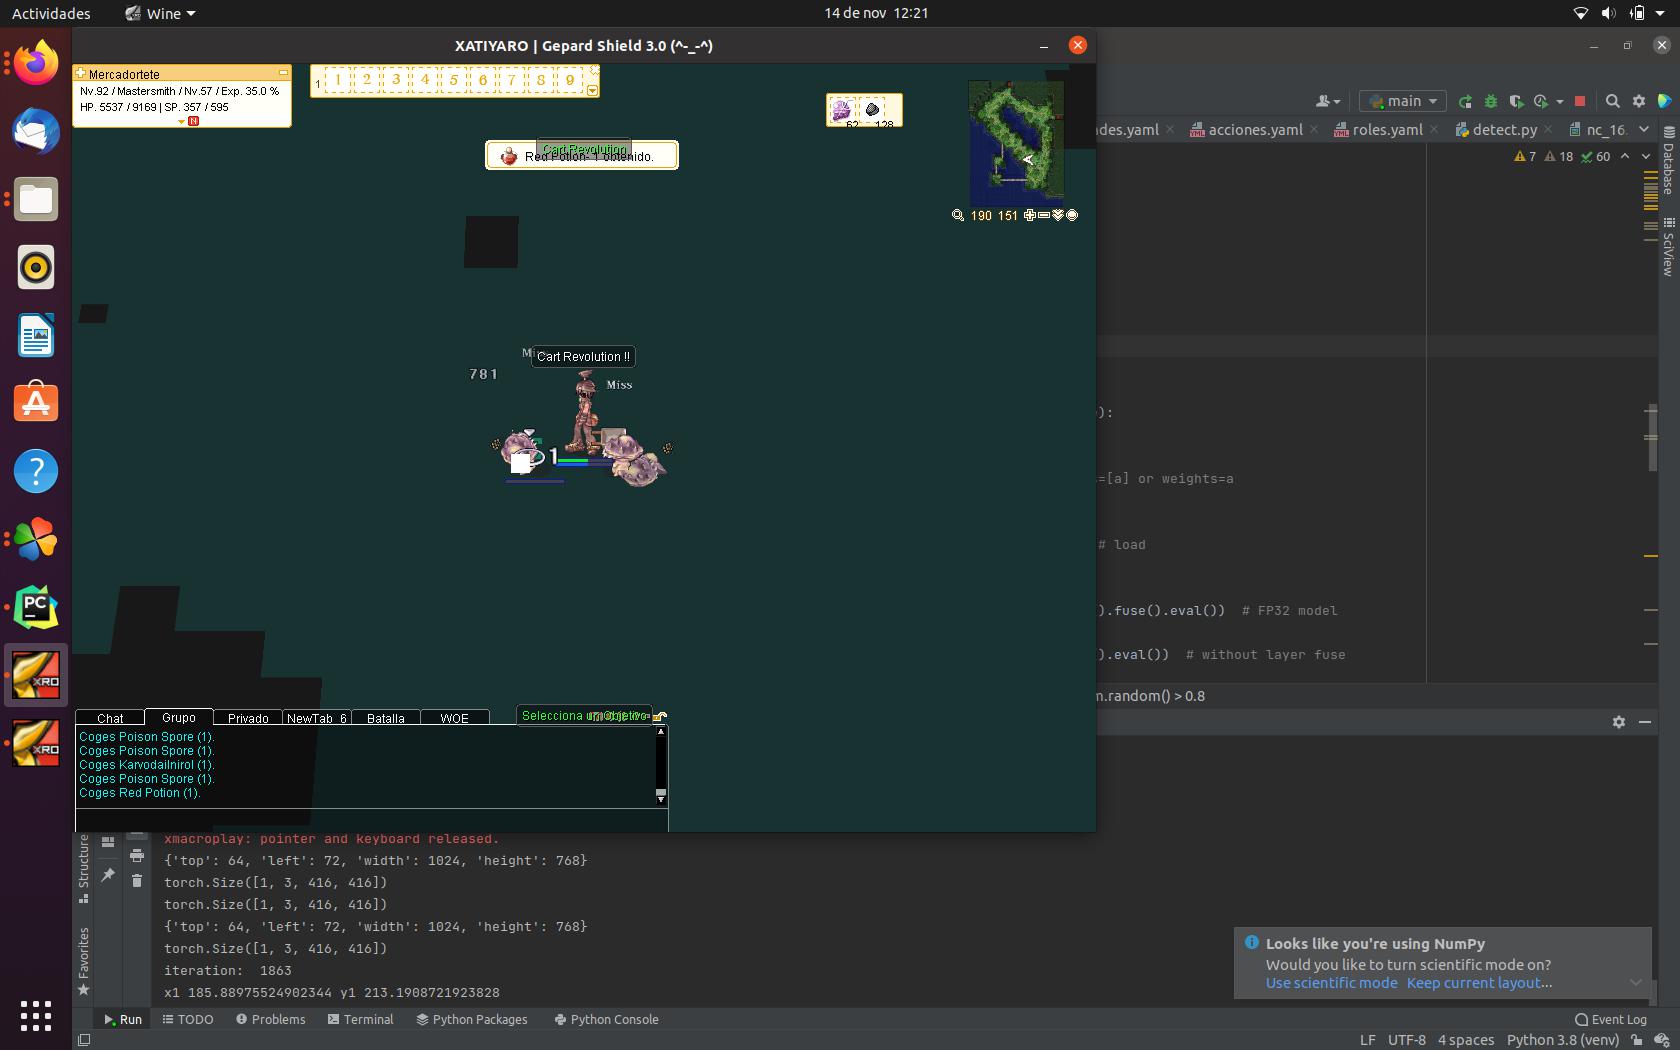 Actividades
Wine
14 de nov 12:21
XATIYARO | Gepard Shield 3.0 (^-_-^)
Mercadortete
Nv.92 / Mastersmith / Nv.57 / Exp. 35.0 %
HP. 5537 / 9169 | SP. 357 / 595
N
1 1 2 3 4 5 6 7 8 9
62 128
Cart Revolution
Red Potion- 1 obtenido.
190 151
Cart Revolution !!
781
Miss
1
Chat Grupo Privado NewTab_6 Batalla WOE
Selecciona un objetivo
Coges Poison Spore (1).
Coges Poison Spore (1).
Coges Karvodailnirol (1).
Coges Poison Spore (1).
Coges Red Potion (1).
main
des.yaml acciones.yaml roles.yaml detect.py nc_16.
7 18 60
Database
SciView
):
=[a] or weights=a
# load
).fuse().eval()) # FP32 model
).eval()) # without layer fuse
m.random() > 0.8
Structure
Favorites
xmacroplay: pointer and keyboard released.
{'top': 64, 'left': 72, 'width': 1024, 'height': 768}
torch.Size([1, 3, 416, 416])
torch.Size([1, 3, 416, 416])
{'top': 64, 'left': 72, 'width': 1024, 'height': 768}
torch.Size([1, 3, 416, 416])
iteration:  1863
x1 185.88975524902344 y1 213.1908721923828
Looks like you're using NumPy
Would you like to turn scientific mode on?
Use scientific mode Keep current layout...
Run TODO Problems Terminal Python Packages Python Console
Event Log
LF UTF-8 4 spaces Python 3.8 (venv)
PC
XRO
XRO